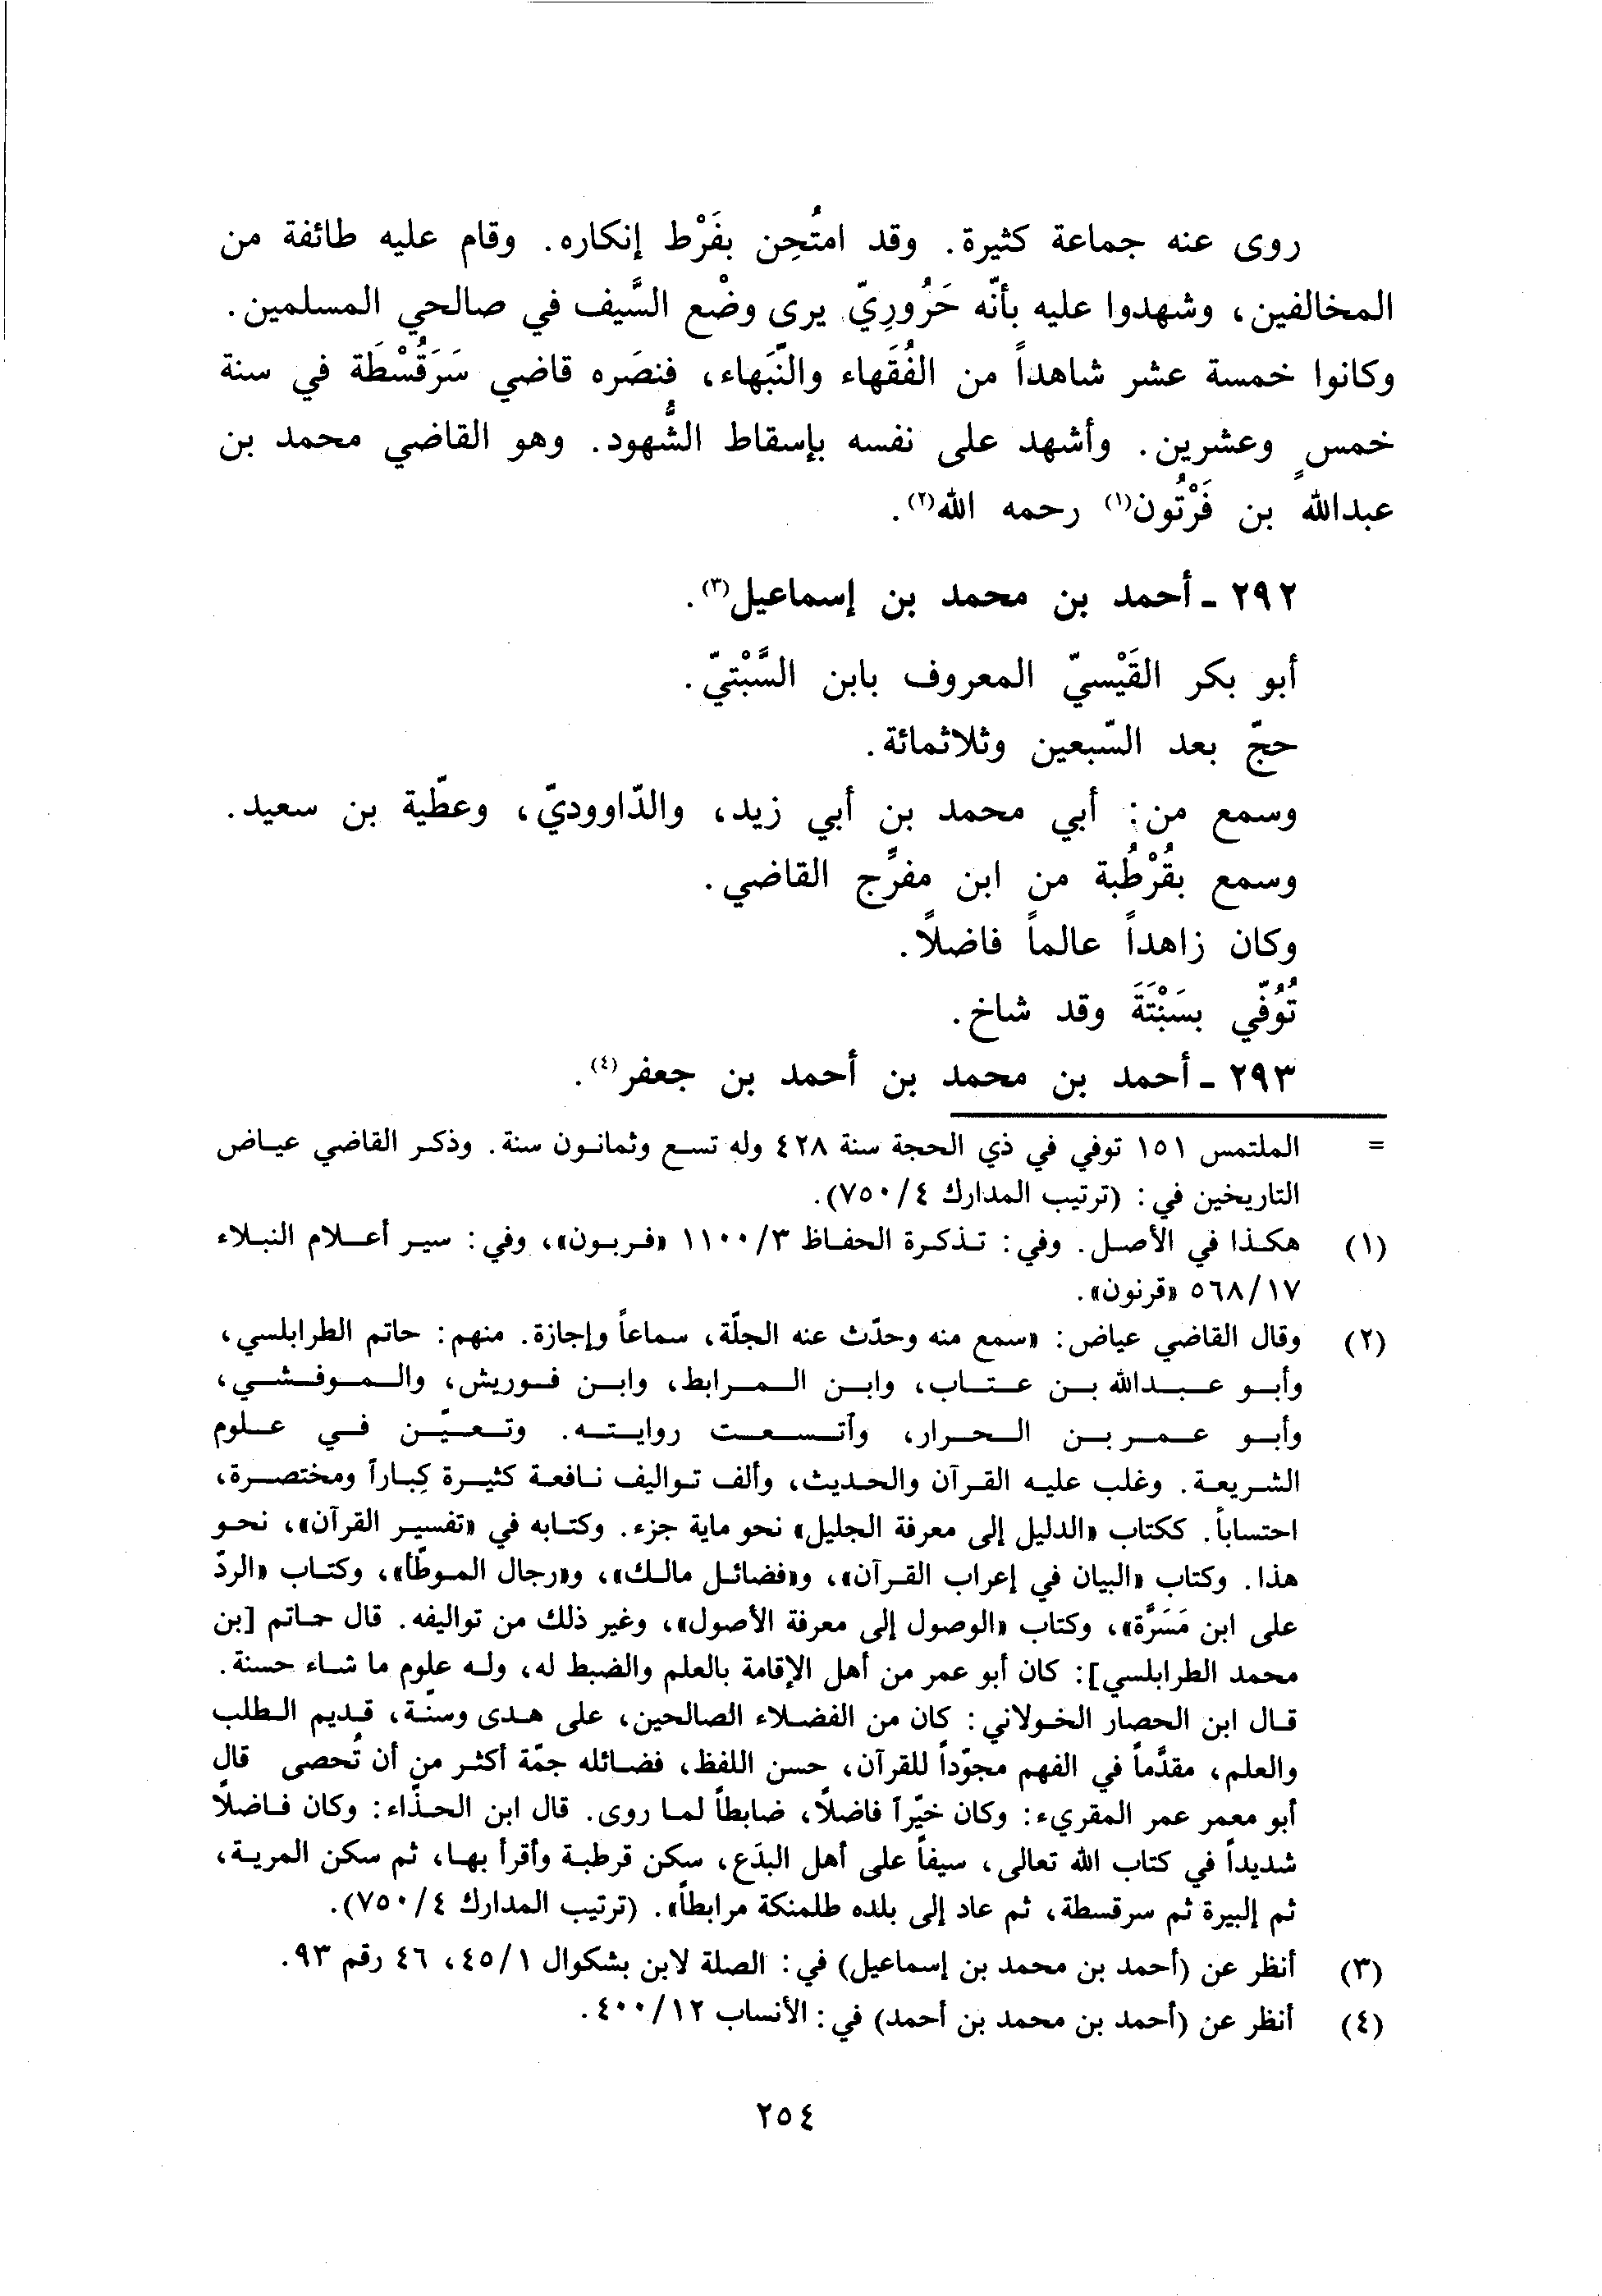 روى عنه جماعة كثيرة. وقد امتُحِن بفَرْط إنكاره. وقام عليه طائفة من
المخالفين، وشهدوا عليه بأنّه حَرُورِيّ يرى وضْع السَّيف في صالحي المسلمين.
وكانوا خمسة عشر شاهداً من الفُقَهاء والنُّبَهاء، فنصَره قاضي سَرَقُسْطَة في سنة
خمسٍ وعشرين. وأشهد على نفسه بإسقاط الشُّهود. وهو القاضي محمد بن
عبدالله بن فَرْتُون(١) رحمه الله(٢).
٢٩٢ - أحمد بن محمد بن إسماعيل(٣).
أبو بكر القَيْسيّ المعروف بابن السَّبْتيّ.
حجّ بعد السّبعين وثلاثمائة.
وسمع من: أبي محمد بن أبي زيد، والدّاووديّ، وعطّية بن سعيد.
وسمع بقُرْطُبة من ابن مفرِّج القاضي.
وكان زاهداً عالماً فاضلاً.
تُوُفّي بسَبْتَةَ وقد شاخ.
٢٩٣ - أحمد بن محمد بن أحمد بن جعفر(٤).
= الملتمس ١٥١ توفي في ذي الحجة سنة ٤٢٨ وله تسع وثمانون سنة. وذكر القاضي عياض
التاريخين في: (ترتيب المدارك ٧٥٠/٤).
(١) هكذا في الأصل. وفي: تذكرة الحفاظ ١١٠٠/٣ «فربون»، وفي: سير أعلام النبلاء
٥٦٨/١٧ «قرنون».
(٢) وقال القاضي عياض: «سمع منه وحدّث عنه الجلّة، سماعاً وإجازة. منهم: حاتم الطرابلسي،
وأبو عبدالله بن عتاب، وابن المرابط، وابن فوريش، والموفشي،
وأبو عمر بن الحرار، وأتسعت روايته. وتعيّن في علوم
الشريعة. وغلب عليه القرآن والحديث، وألف تواليف نافعة كثيرة كِباراً ومختصرة،
احتساباً. ككتاب «الدليل إلى معرفة الجليل» نحو ماية جزء. وكتابه في «تفسير القرآن»، نحو
هذا. وكتاب «البيان في إعراب القرآن»، و«فضائل مالك»، و«رجال الموطّأ»، وكتاب «الردّ
على ابن مَسَرَّة»، وكتاب «الوصول إلى معرفة الأصول»، وغير ذلك من تواليفه. قال حاتم [بن
محمد الطرابلسي]: كان أبو عمر من أهل الإقامة بالعلم والضبط له، وله علوم ما شاء حسنة.
قال ابن الحصار الخولاني: كان من الفضلاء الصالحين، على هدى وسنّة، قديم الطلب
والعلم، مقدَّماً في الفهم مجوّداً للقرآن، حسن اللفظ، فضائله جمّة أكثر من أن تُحصى قال
أبو معمر عمر المقريء: وكان خيّراً فاضلاً، ضابطاً لما روى. قال ابن الحذّاء: وكان فاضلاً
شديداً في كتاب الله تعالى، سيفاً على أهل البدَع، سكن قرطبة وأقرأ بها، ثم سكن المرية،
ثم إلبيرة ثم سرقسطة، ثم عاد إلى بلده طلمنكة مرابطاً». (ترتيب المدارك ٧٥٠/٤).
(٣) أنظر عن (أحمد بن محمد بن إسماعيل) في: الصلة لابن بشكوال ٤٥/١، ٤٦ رقم ٩٣.
(٤) أنظر عن (أحمد بن محمد بن أحمد) في: الأنساب ٤٠٠/١٢.
٢٥٤